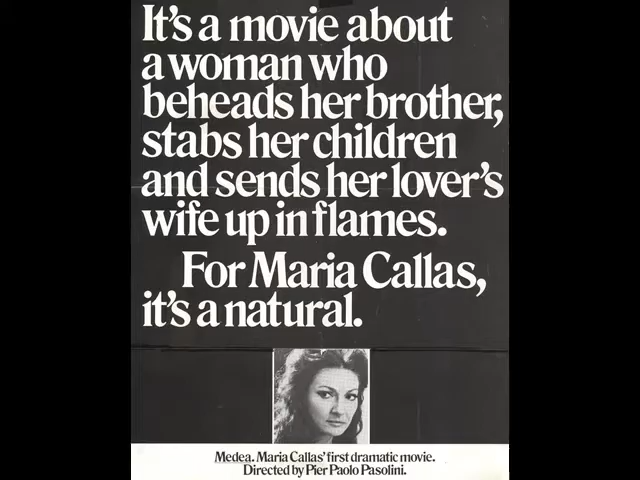 It's a movie about
a woman who
beheads her brother,
stabs her children
and sends her lover's
wife up in flames.
For Maria Callas,
it's a natural.
Medea. Maria Callas' first dramatic movie.
Directed by Pier Paolo Pasolini.